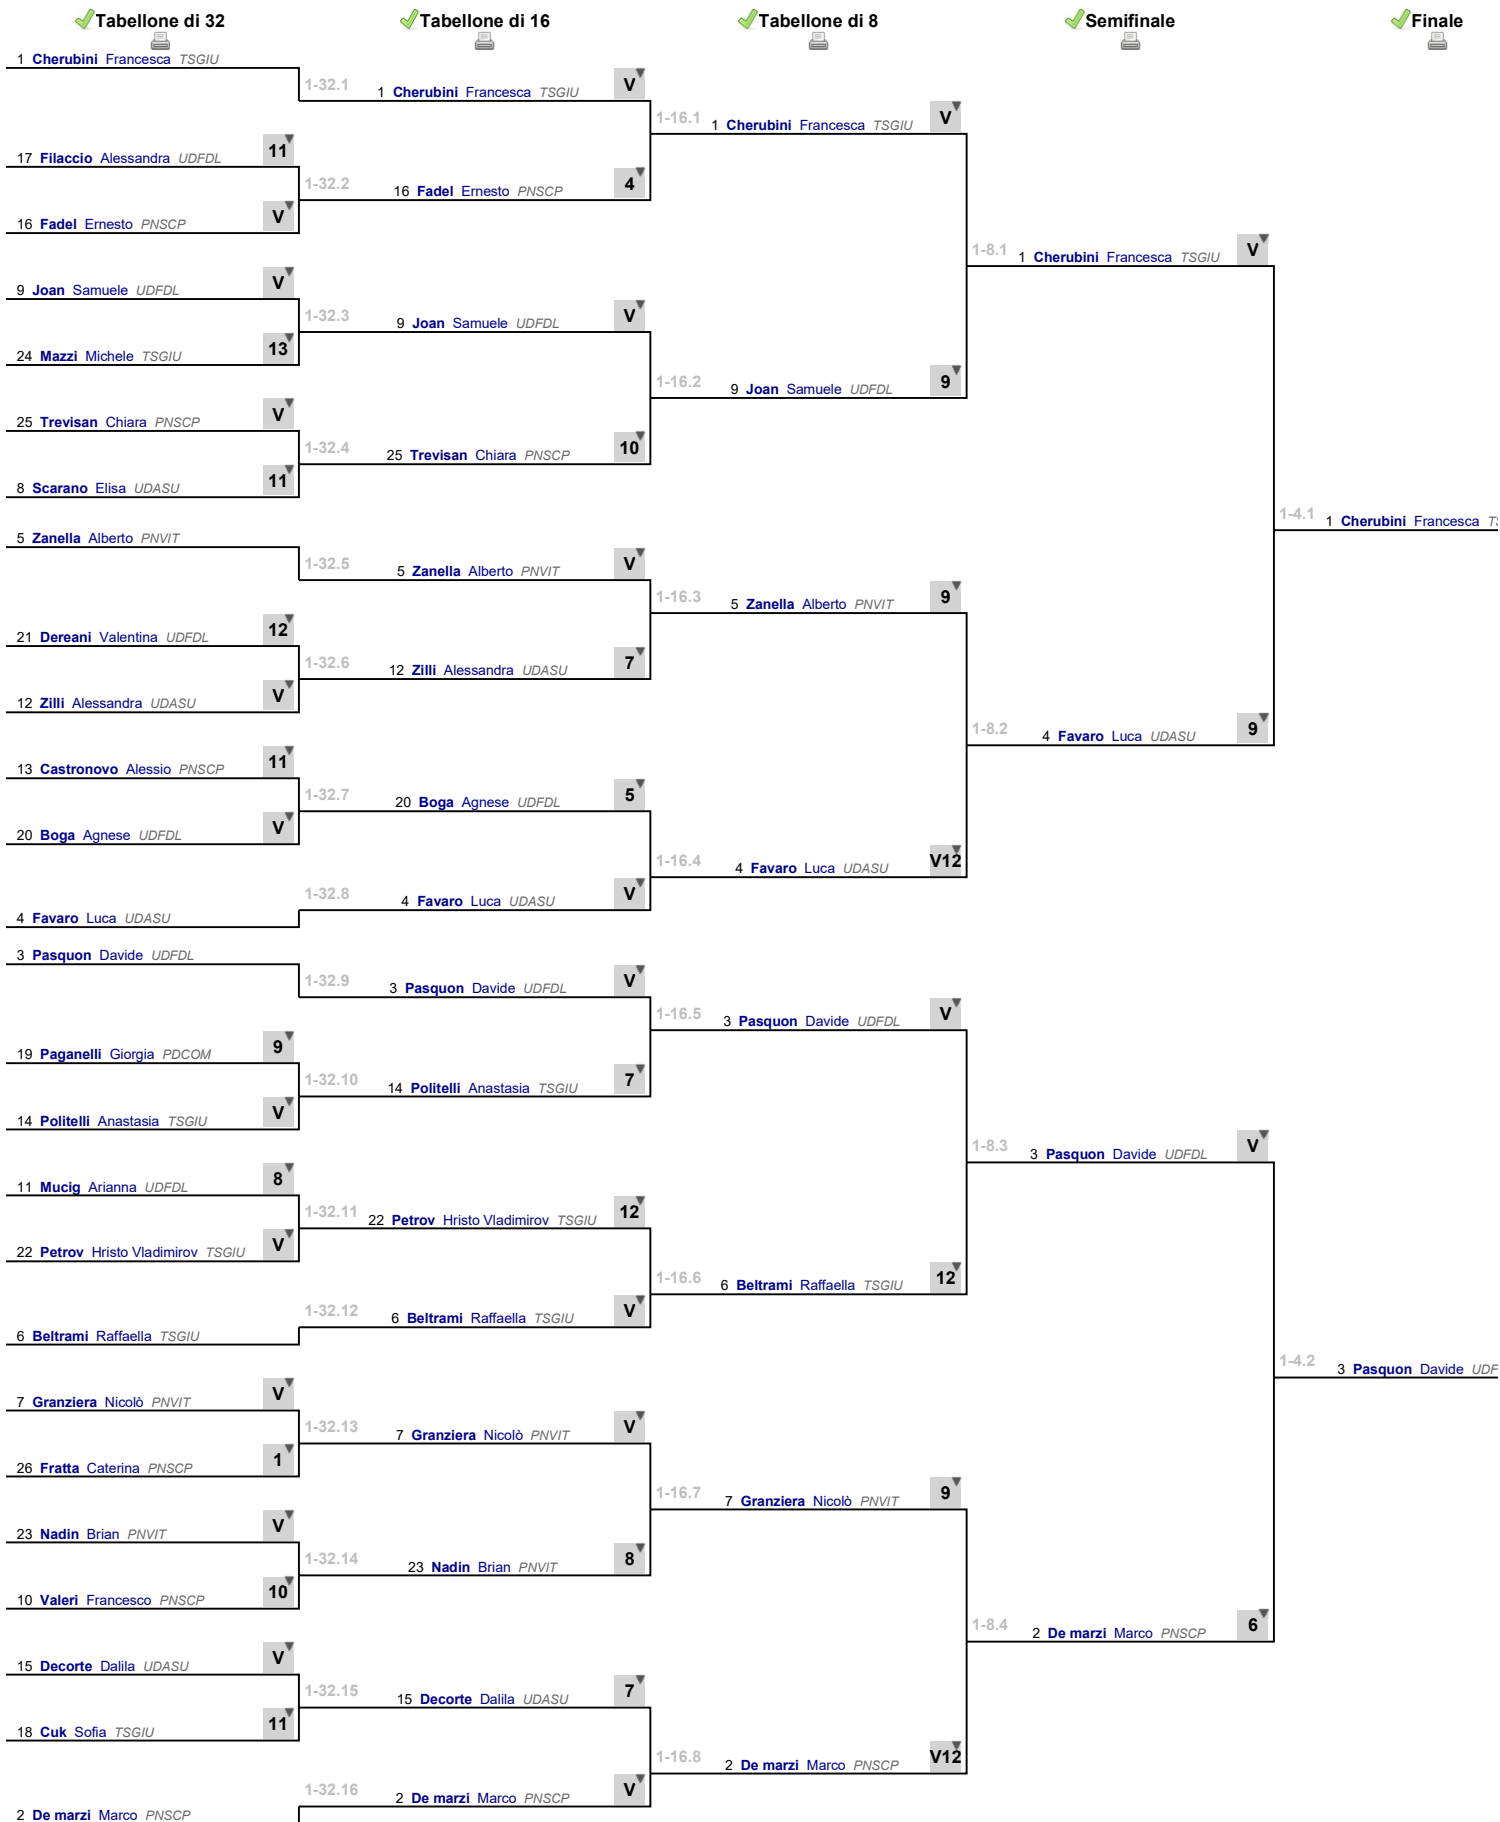 Tabellone di 32
Tabellone di 16
Tabellone di 8
Semifinale
Finale
1 Cherubini Francesca TSGIU
1-32.1 1 Cherubini Francesca TSGIU V
1-16.1 1 Cherubini Francesca TSGIU V
17 Filaccio Alessandra UDFDL 11
1-32.2 16 Fadel Ernesto PNSCP 4
16 Fadel Ernesto PNSCP V
1-8.1 1 Cherubini Francesca TSGIU V
9 Joan Samuele UDFDL V
1-32.3 9 Joan Samuele UDFDL V
24 Mazzi Michele TSGIU 13
1-16.2 9 Joan Samuele UDFDL 9
25 Trevisan Chiara PNSCP V
1-32.4 25 Trevisan Chiara PNSCP 10
8 Scarano Elisa UDASU 11
1-4.1 1 Cherubini Francesca
5 Zanella Alberto PNVIT
1-32.5 5 Zanella Alberto PNVIT V
1-16.3 5 Zanella Alberto PNVIT 9
21 Dereani Valentina UDFDL 12
1-32.6 12 Zilli Alessandra UDASU 7
12 Zilli Alessandra UDASU V
1-8.2 4 Favaro Luca UDASU 9
13 Castronovo Alessio PNSCP 11
1-32.7 20 Boga Agnese UDFDL 5
20 Boga Agnese UDFDL V
1-16.4 4 Favaro Luca UDASU V12
1-32.8 4 Favaro Luca UDASU V
4 Favaro Luca UDASU
3 Pasquon Davide UDFDL
1-32.9 3 Pasquon Davide UDFDL V
1-16.5 3 Pasquon Davide UDFDL V
19 Paganelli Giorgia PDCOM 9
1-32.10 14 Politelli Anastasia TSGIU 7
14 Politelli Anastasia TSGIU V
1-8.3 3 Pasquon Davide UDFDL V
11 Mucig Arianna UDFDL 8
1-32.11 22 Petrov Hristo Vladimirov TSGIU 12
22 Petrov Hristo Vladimirov TSGIU V
1-16.6 6 Beltrami Raffaella TSGIU 12
1-32.12 6 Beltrami Raffaella TSGIU V
6 Beltrami Raffaella TSGIU
1-4.2 3 Pasquon Davide UDF
7 Granziera Nicolò PNVIT V
1-32.13 7 Granziera Nicolò PNVIT V
26 Fratta Caterina PNSCP 1
1-16.7 7 Granziera Nicolò PNVIT 9
23 Nadin Brian PNVIT V
1-32.14 23 Nadin Brian PNVIT 8
10 Valeri Francesco PNSCP 10
1-8.4 2 De marzi Marco PNSCP 6
15 Decorte Dalila UDASU V
1-32.15 15 Decorte Dalila UDASU 7
18 Cuk Sofia TSGIU 11
1-16.8 2 De marzi Marco PNSCP V12
1-32.16 2 De marzi Marco PNSCP V
2 De marzi Marco PNSCP